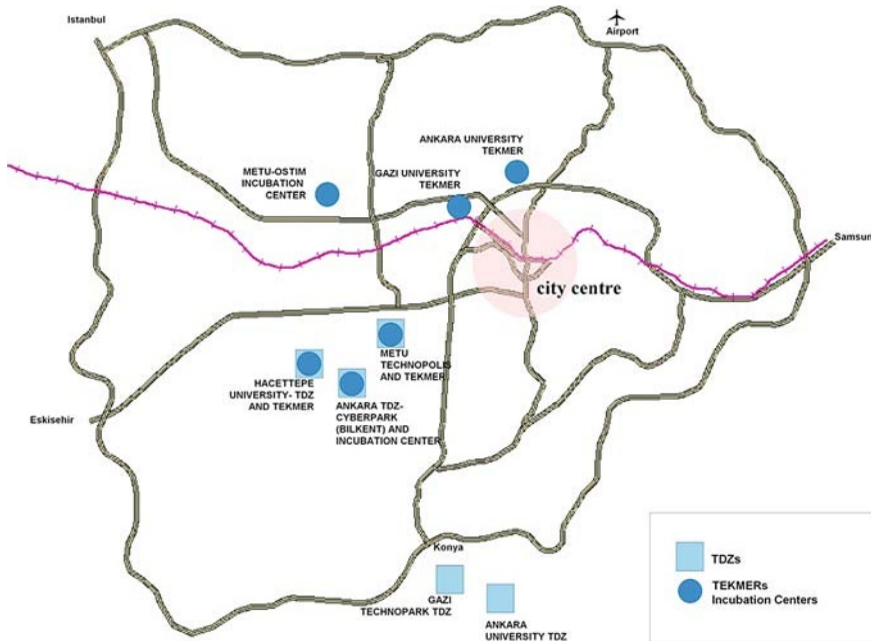 Istanbul
Airport
ANKARA UNIVERSITY
TEKMER
METU-OSTIM
INCUBATION
CENTER
GAZI UNIVERSITY
TEKMER
Samsun
city centre
METU
TECHNOPOLIS
AND TEKMER
HACETTEPE
UNIVERSITY- TDZ
AND TEKMER
ANKARA TDZ-
CYBERPARK
(BILKENT) AND
INCUBATION CENTER
Eskisehir
Konya
GAZI
TECHNOPARK TDZ
ANKARA
UNIVERSITY TDZ
TDZs
TEKMERs
Incubation Centers